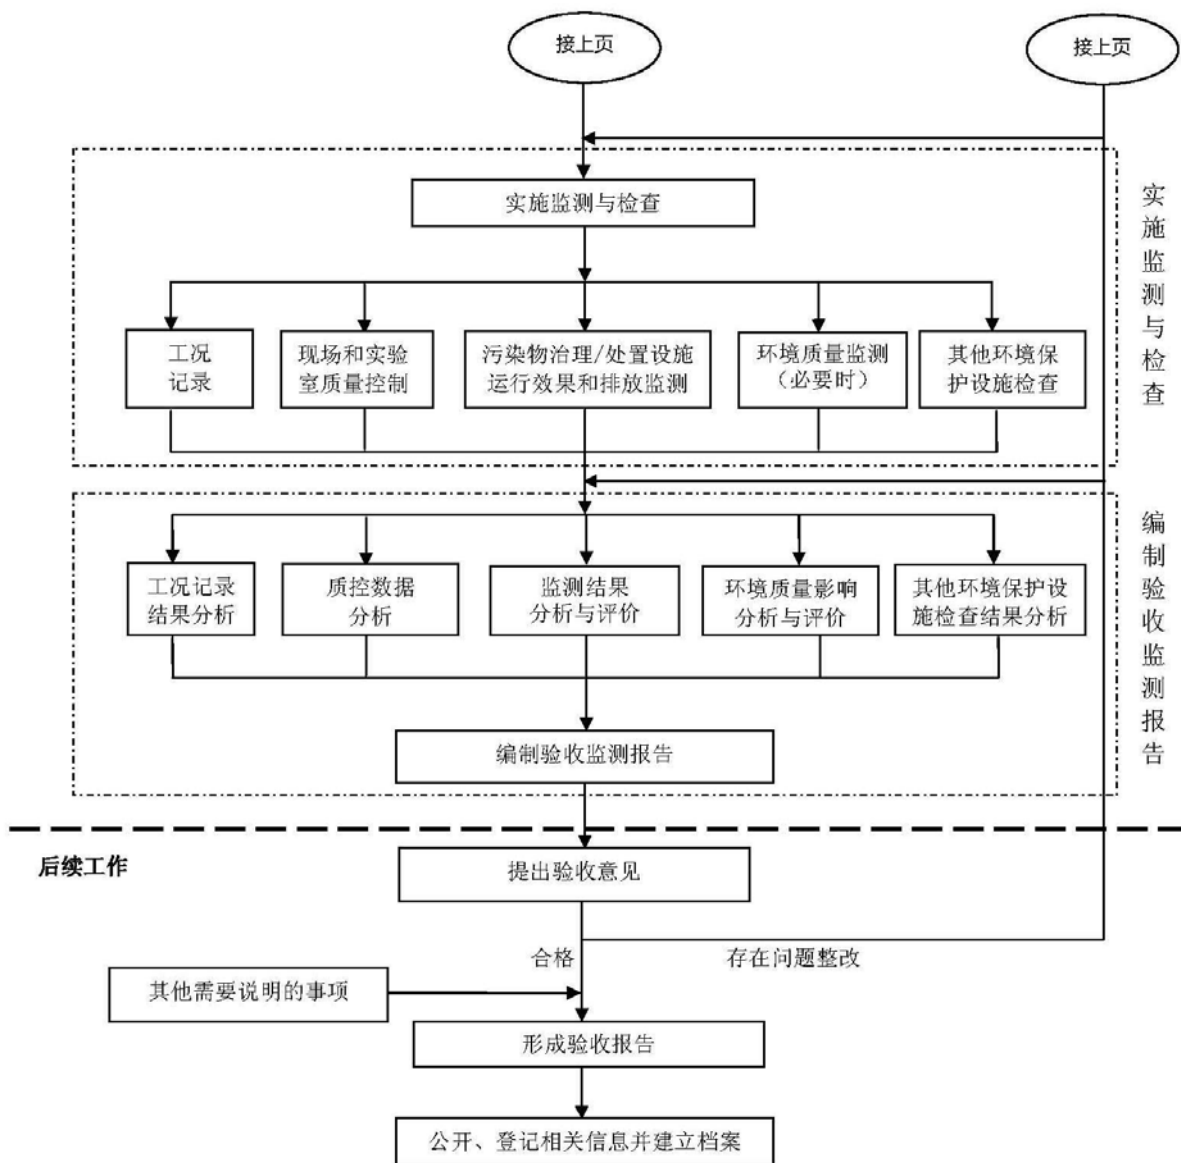 接上页
接上页
实施监测与检查
实施监测与检查
工况
记录
现场和实验
室质量控制
污染物治理/处置设施
运行效果和排放监测
环境质量监测
（必要时）
其他环境保
护设施检查
编制验收监测报告
工况记录
结果分析
质控数据
分析
监测结果
分析与评价
环境质量影响
分析与评价
其他环境保护设
施检查结果分析
编制验收监测报告
后续工作
提出验收意见
合格
存在问题整改
其他需要说明的事项
形成验收报告
公开、登记相关信息并建立档案